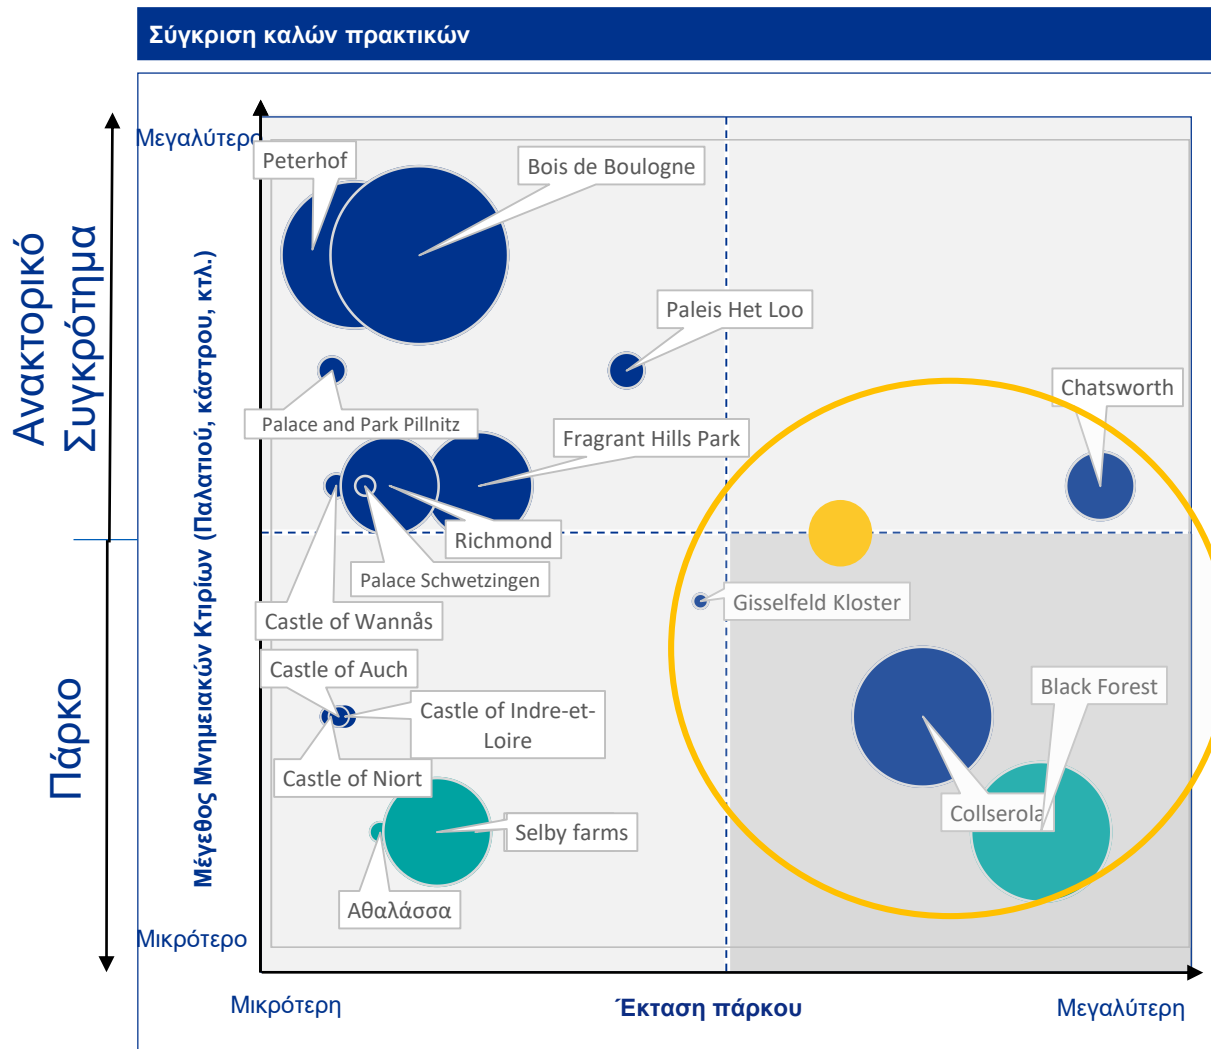 Σύγκριση καλών πρακτικών
Μεγαλύτερο
Ανακτορικό
Συγκρότημα
Πάρκο
Μέγεθος Μνημειακών Κτιρίων (Παλατιού, κάστρου, κτλ.)
Peterhof
Bois de Boulogne
Paleis Het Loo
Chatsworth
Palace and Park Pillnitz
Fragrant Hills Park
Richmond
Palace Schwetzingen
Gisselfeld Kloster
Castle of Wannås
Castle of Auch
Castle of Indre-et-
Loire
Black Forest
Castle of Niort
Collserola
Selby farms
Αθαλάσσα
Μικρότερο
Μικρότερη
Έκταση πάρκου
Μεγαλύτερη